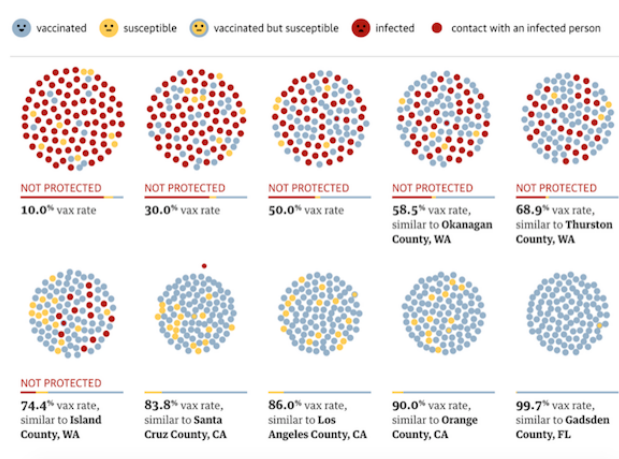 vaccinated susceptible vaccinated but susceptible infected contact with an infected person
NOT PROTECTED
10.0% vax rate
NOT PROTECTED
30.0% vax rate
NOT PROTECTED
50.0% vax rate
NOT PROTECTED
58.5% vax rate,
similar to Okanagan
County, WA
NOT PROTECTED
68.9% vax rate,
similar to Thurston
County, WA
NOT PROTECTED
74.4% vax rate,
similar to Island
County, WA
83.8% vax rate,
similar to Santa
Cruz County, CA
86.0% vax rate,
similar to Los
Angeles County, CA
90.0% vax rate,
similar to Orange
County, CA
99.7% vax rate,
similar to Gadsden
County, FL